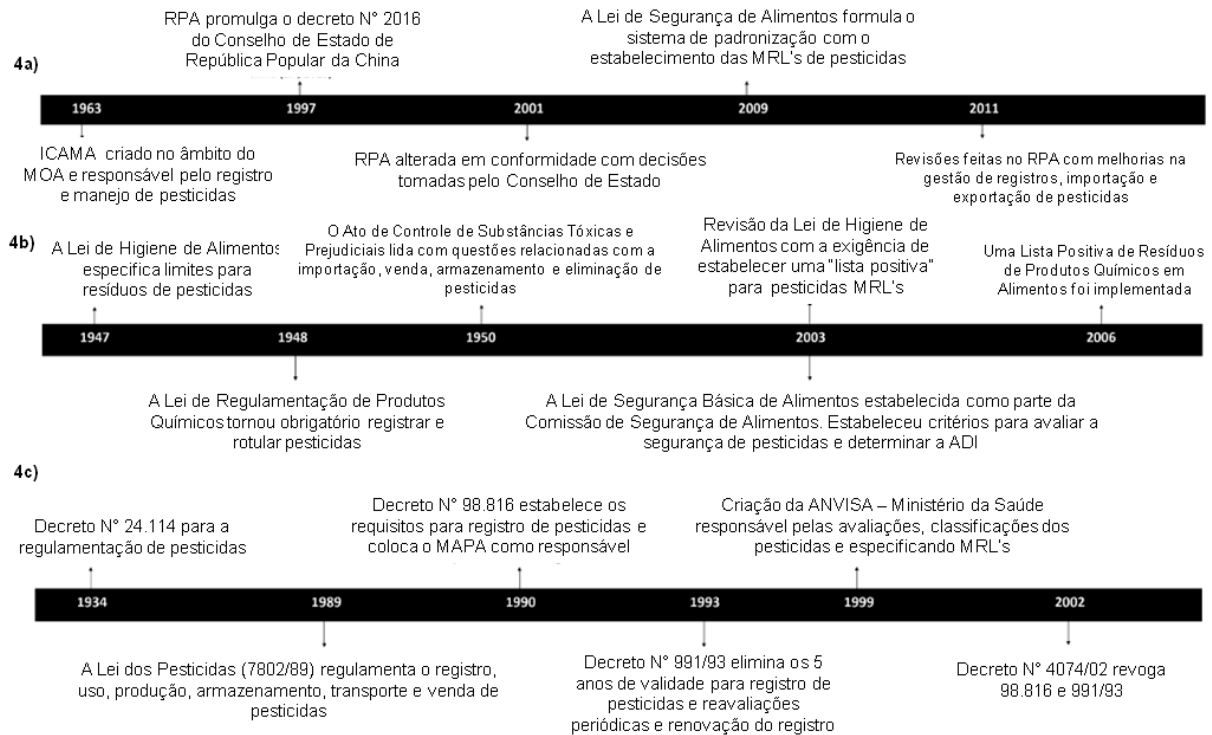 4a)
RPA promulga o decreto N° 2016
do Conselho de Estado de
República Popular da China
A Lei de Segurança de Alimentos formula o
sistema de padronização com o
estabelecimento das MRL's de pesticidas
1963
1997
2001
2009
2011
ICAMA criado no âmbito do
MOA e responsável pelo registro
e manejo de pesticidas
RPA alterada em conformidade com decisões
tomadas pelo Conselho de Estado
Revisões feitas no RPA com melhorias na
gestão de registros, importação e
exportação de pesticidas
4b)
A Lei de Higiene de Alimentos
especifica limites para
resíduos de pesticidas
O Ato de Controle de Substâncias Tóxicas e
Prejudiciais lida com questões relacionadas com a
importação, venda, armazenamento e eliminação de
pesticidas
Revisão da Lei de Higiene de
Alimentos com a exigência de
estabelecer uma "lista positiva"
para pesticidas MRL's
Uma Lista Positiva de Resíduos
de Produtos Químicos em
Alimentos foi implementada
1947
1948
1950
2003
2006
A Lei de Regulamentação de Produtos
Químicos tornou obrigatório registrar e
rotular pesticidas
A Lei de Segurança Básica de Alimentos estabelecida como parte da
Comissão de Segurança de Alimentos. Estabeleceu critérios para avaliar a
segurança de pesticidas e determinar a ADI
4c)
Decreto N° 24.114 para a
regulamentação de pesticidas
Decreto N° 98.816 estabelece os
requisitos para registro de pesticidas e
coloca o MAPA como responsável
Criação da ANVISA – Ministério da Saúde
responsável pelas avaliações, classificações dos
pesticidas e especificando MRL's
1934
1989
1990
1993
1999
2002
A Lei dos Pesticidas (7802/89) regulamenta o registro,
uso, produção, armazenamento, transporte e venda de
pesticidas
Decreto N° 991/93 elimina os 5
anos de validade para registro de
pesticidas e reavaliações
periódicas e renovação do registro
Decreto N° 4074/02 revoga
98.816 e 991/93